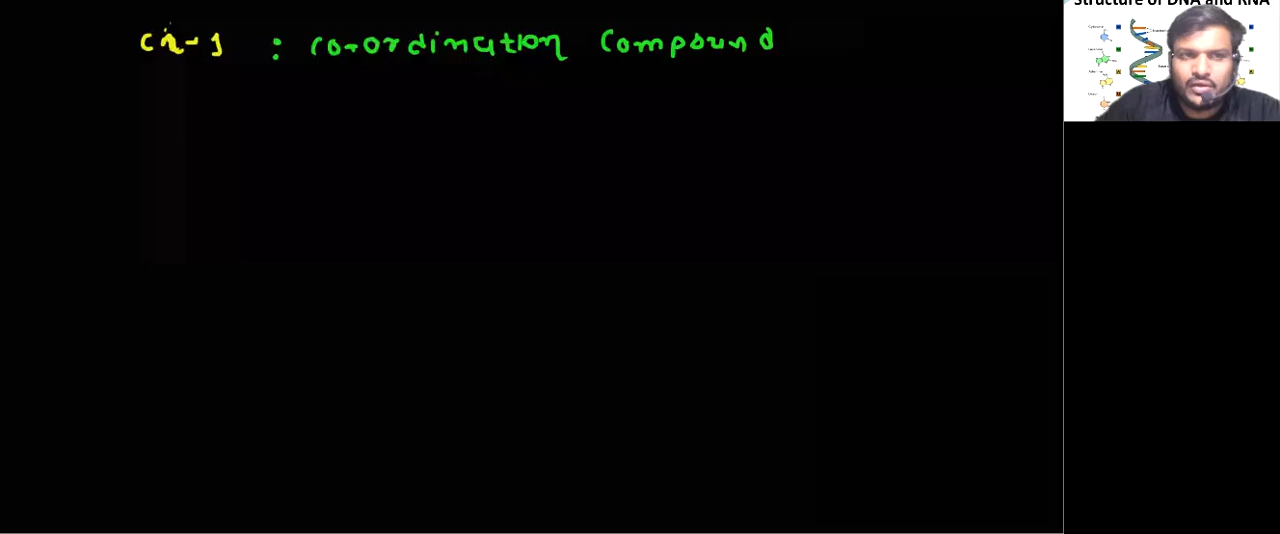 Structure of DNA and RNA
Ch-1 : Co-ordination Compound